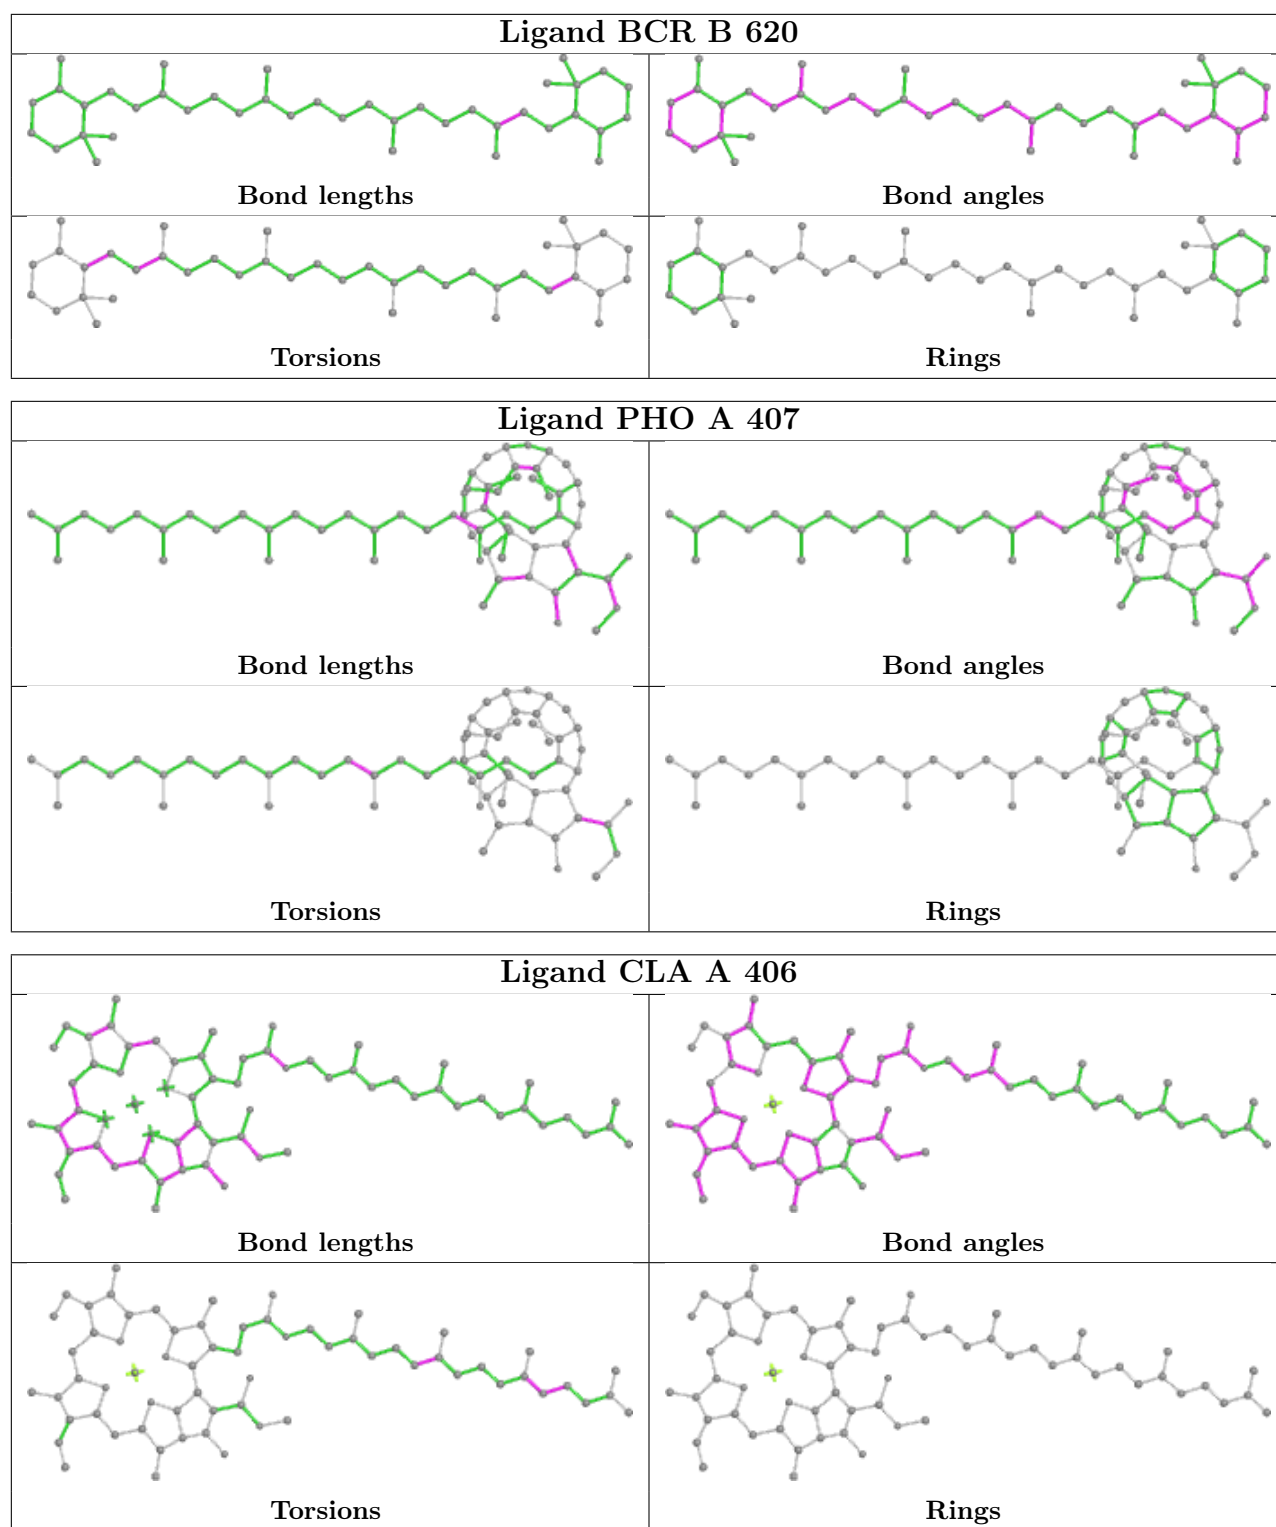 Ligand BCR B 620
Bond lengths
Bond angles
Torsions
Rings
Ligand PHO A 407
Bond lengths
Bond angles
Torsions
Rings
Ligand CLA A 406
Bond lengths
Bond angles
Torsions
Rings